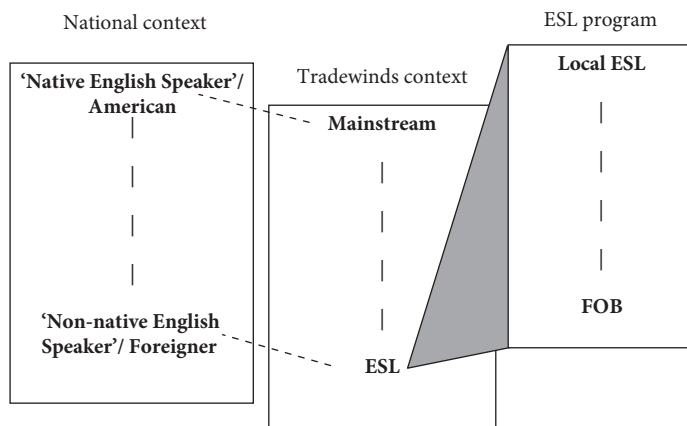 National context
'Native English Speaker'/
American
'Non-native English
Speaker'/ Foreigner
Tradewinds context
Mainstream
ESL
ESL program
Local ESL
FOB